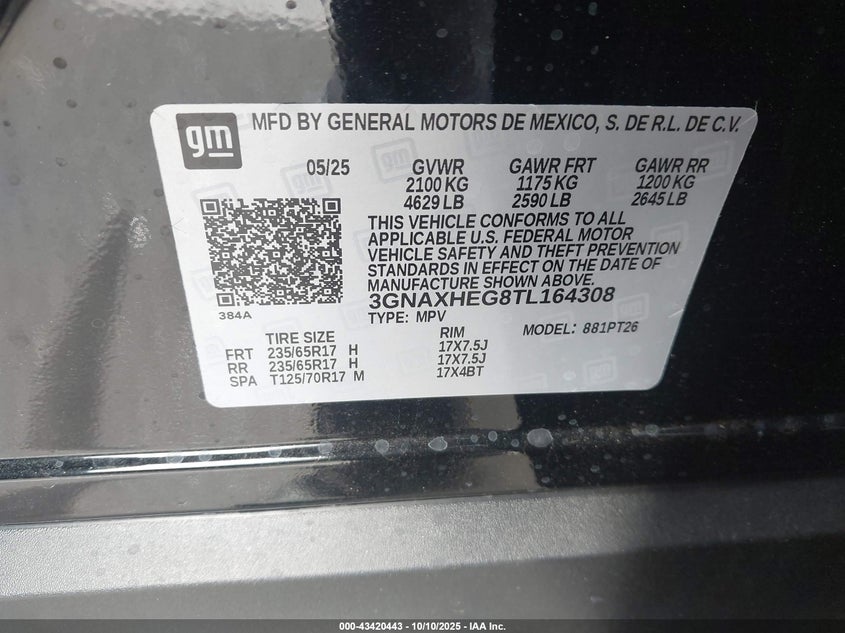 gm MFD BY GENERAL MOTORS DE MEXICO, S. DE R.L. DE C.V.
05/25 GVWR GAWR FRT GAWR RR
2100 KG 1175 KG 1200 KG
4629 LB 2590 LB 2645 LB
THIS VEHICLE CONFORMS TO ALL
APPLICABLE U.S. FEDERAL MOTOR
VEHICLE SAFETY AND THEFT PREVENTION
STANDARDS IN EFFECT ON THE DATE OF
MANUFACTURE SHOWN ABOVE.
3GNAXHEG8TL164308
384A
TYPE: MPV MODEL: 881PT26
TIRE SIZE RIM
FRT 235/65R17 H 17X7.5J
RR 235/65R17 H 17X7.5J
SPA T125/70R17 M 17X4BT
000-43420443 - 10/10/2025 - IAA Inc.